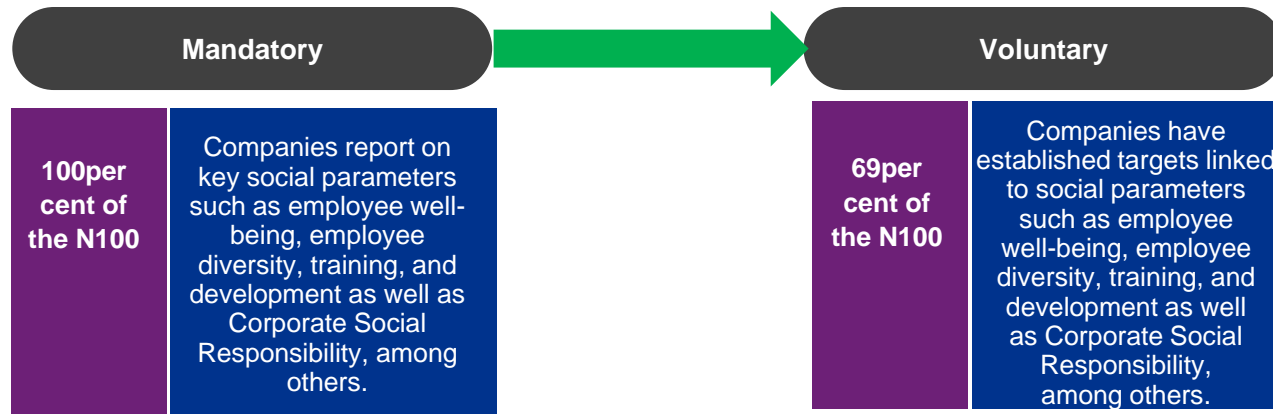 Mandatory
Voluntary
100per
cent of
the N100
Companies report on
key social parameters
such as employee well-
being, employee
diversity, training, and
development as well as
Corporate Social
Responsibility, among
others.
69per
cent of
the N100
Companies have
established targets linked
to social parameters
such as employee
well-being, employee
diversity, training, and
development as well
as Corporate Social
Responsibility,
among others.